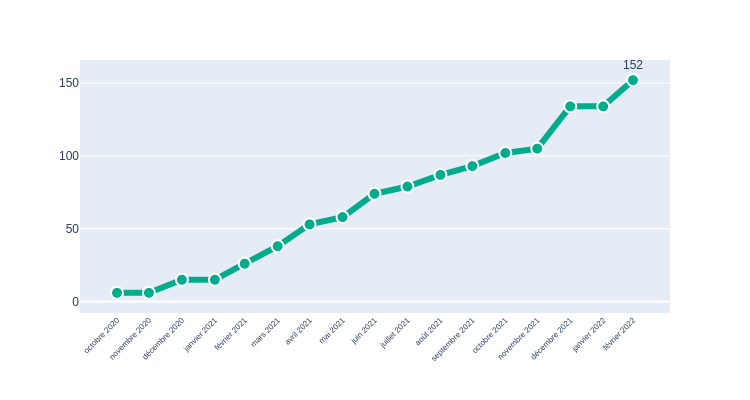 152
150
100
50
0
octobre 2020
novembre 2020
décembre 2020
janvier 2021
février 2021
mars 2021
avril 2021
mai 2021
juin 2021
juillet 2021
août 2021
septembre 2021
octobre 2021
novembre 2021
décembre 2021
janvier 2022
février 2022